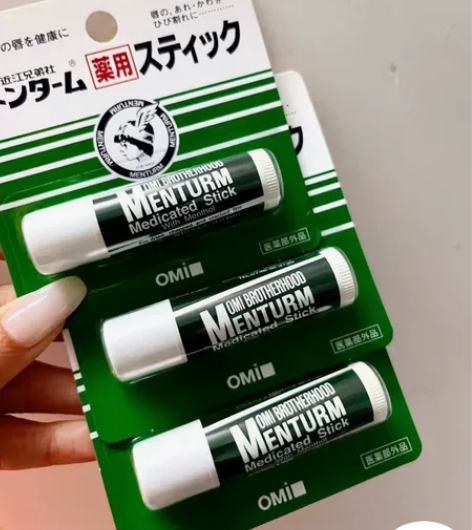 の唇を健康に
唇の、あれ・かわき
ひび割れに
近江兄弟社
ンターム®
薬用
スティック
MENTURM
MENTURM
OMI BROTHERHOOD
MENTURM
Medicated Stick
With Menthol
医薬部外品
OMI
OMI BROTHERHOOD
MENTURM
Medicated Stick
医薬部外品
OMI
OMI BROTHERHOOD
MENTURM
Medicated Stick
医薬部外品
OMI